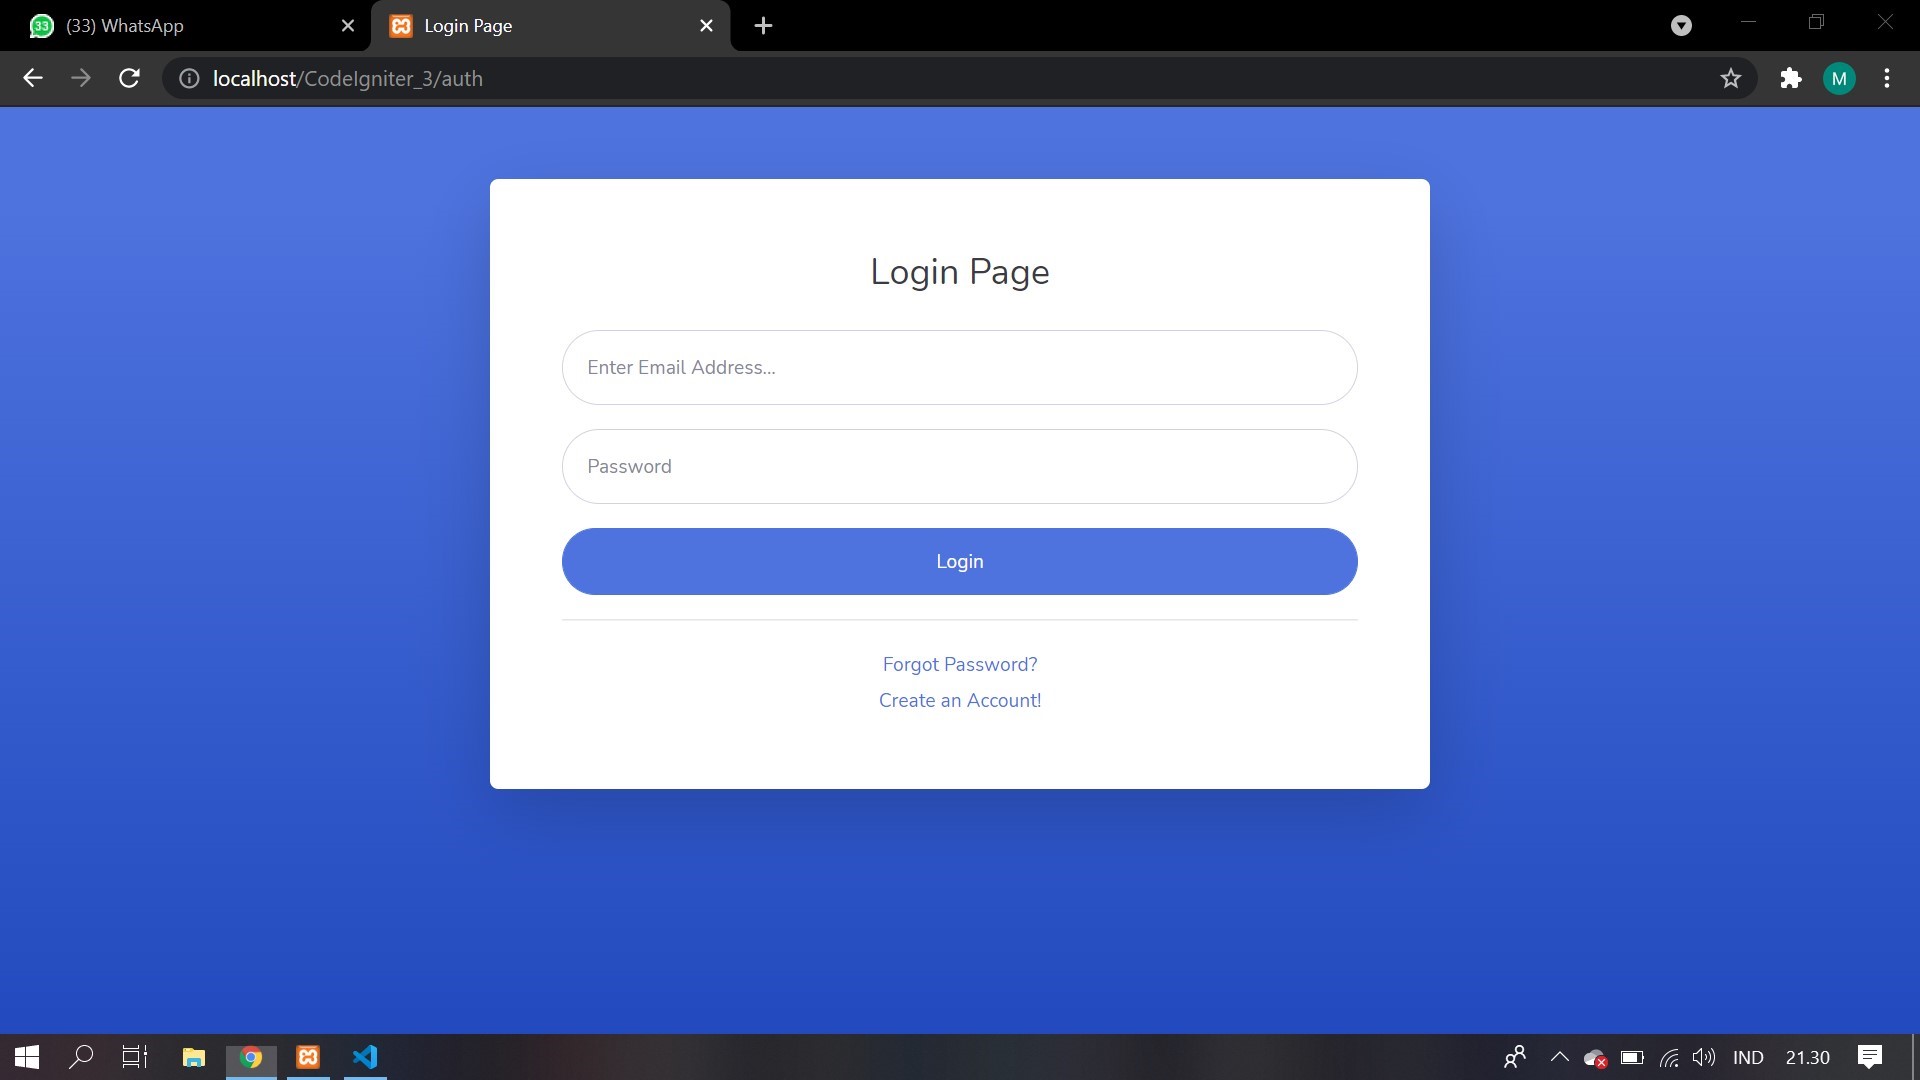 33 (33) WhatsApp
Login Page
localhost/CodeIgniter_3/auth
M
Login Page
Enter Email Address...
Password
Login
Forgot Password?
Create an Account!
IND 21.30